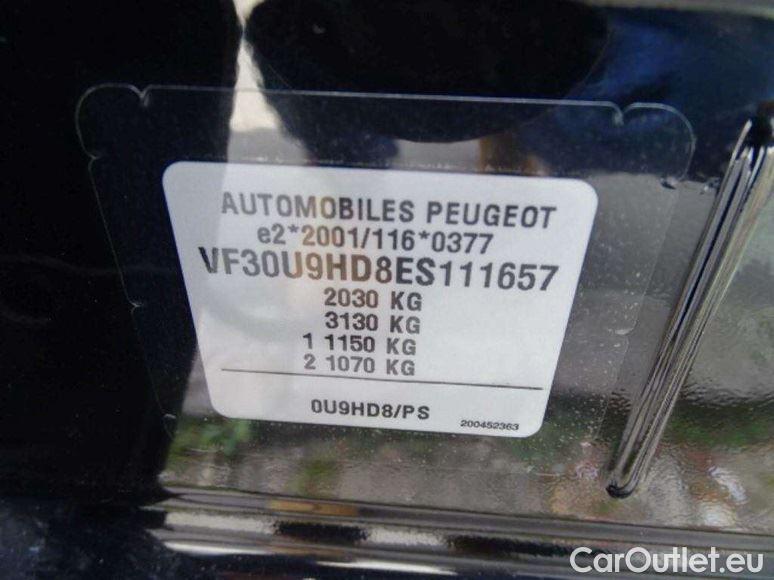 AUTOMOBILES PEUGEOT
e2*2001/116*0377
VF30U9HD8ES111657
2030 KG
3130 KG
1 1150 KG
2 1070 KG
0U9HD8/PS
200452363
CarOutlet.eu